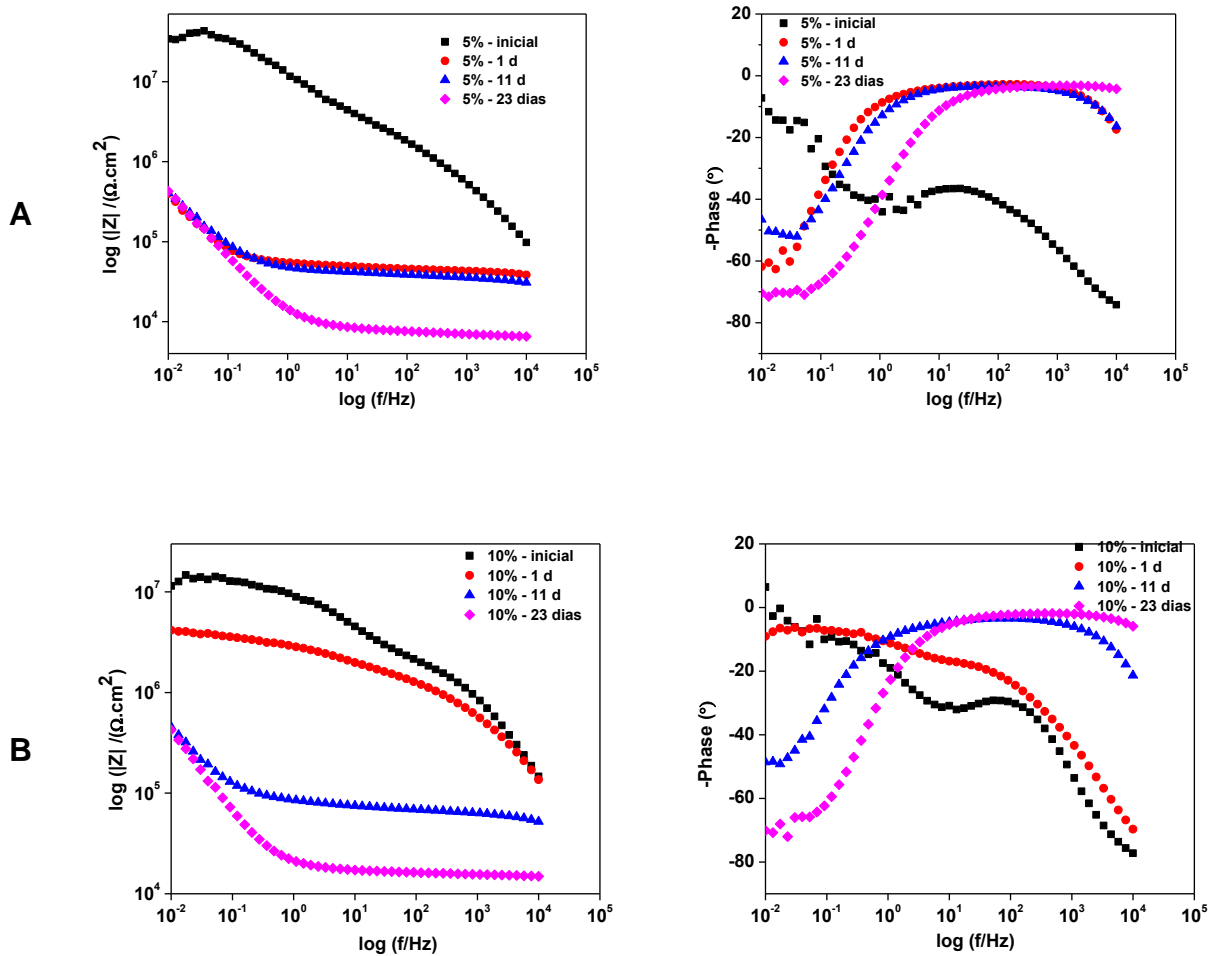 A
5% - inicial
5% - 1 d
5% - 11 d
5% - 23 dias
10⁷
10⁶
10⁵
10⁴
log (|Z| /(Ω.cm²)
10⁻² 10⁻¹ 10⁰ 10¹ 10² 10³ 10⁴ 10⁵
log (f/Hz)
5% - inicial
5% - 1 d
5% - 11 d
5% - 23 dias
20
0
-20
-40
-60
-80
-Phase (°)
10⁻² 10⁻¹ 10⁰ 10¹ 10² 10³ 10⁴ 10⁵
log (f/Hz)
B
10% - inicial
10% - 1 d
10% - 11 d
10% - 23 dias
10⁷
10⁶
10⁵
10⁴
log (|Z| /(Ω.cm²)
10⁻² 10⁻¹ 10⁰ 10¹ 10² 10³ 10⁴ 10⁵
log (f/Hz)
10% - inicial
10% - 1 d
10% - 11 d
10% - 23 dias
20
0
-20
-40
-60
-80
-Phase (°)
10⁻² 10⁻¹ 10⁰ 10¹ 10² 10³ 10⁴ 10⁵
log (f/Hz)